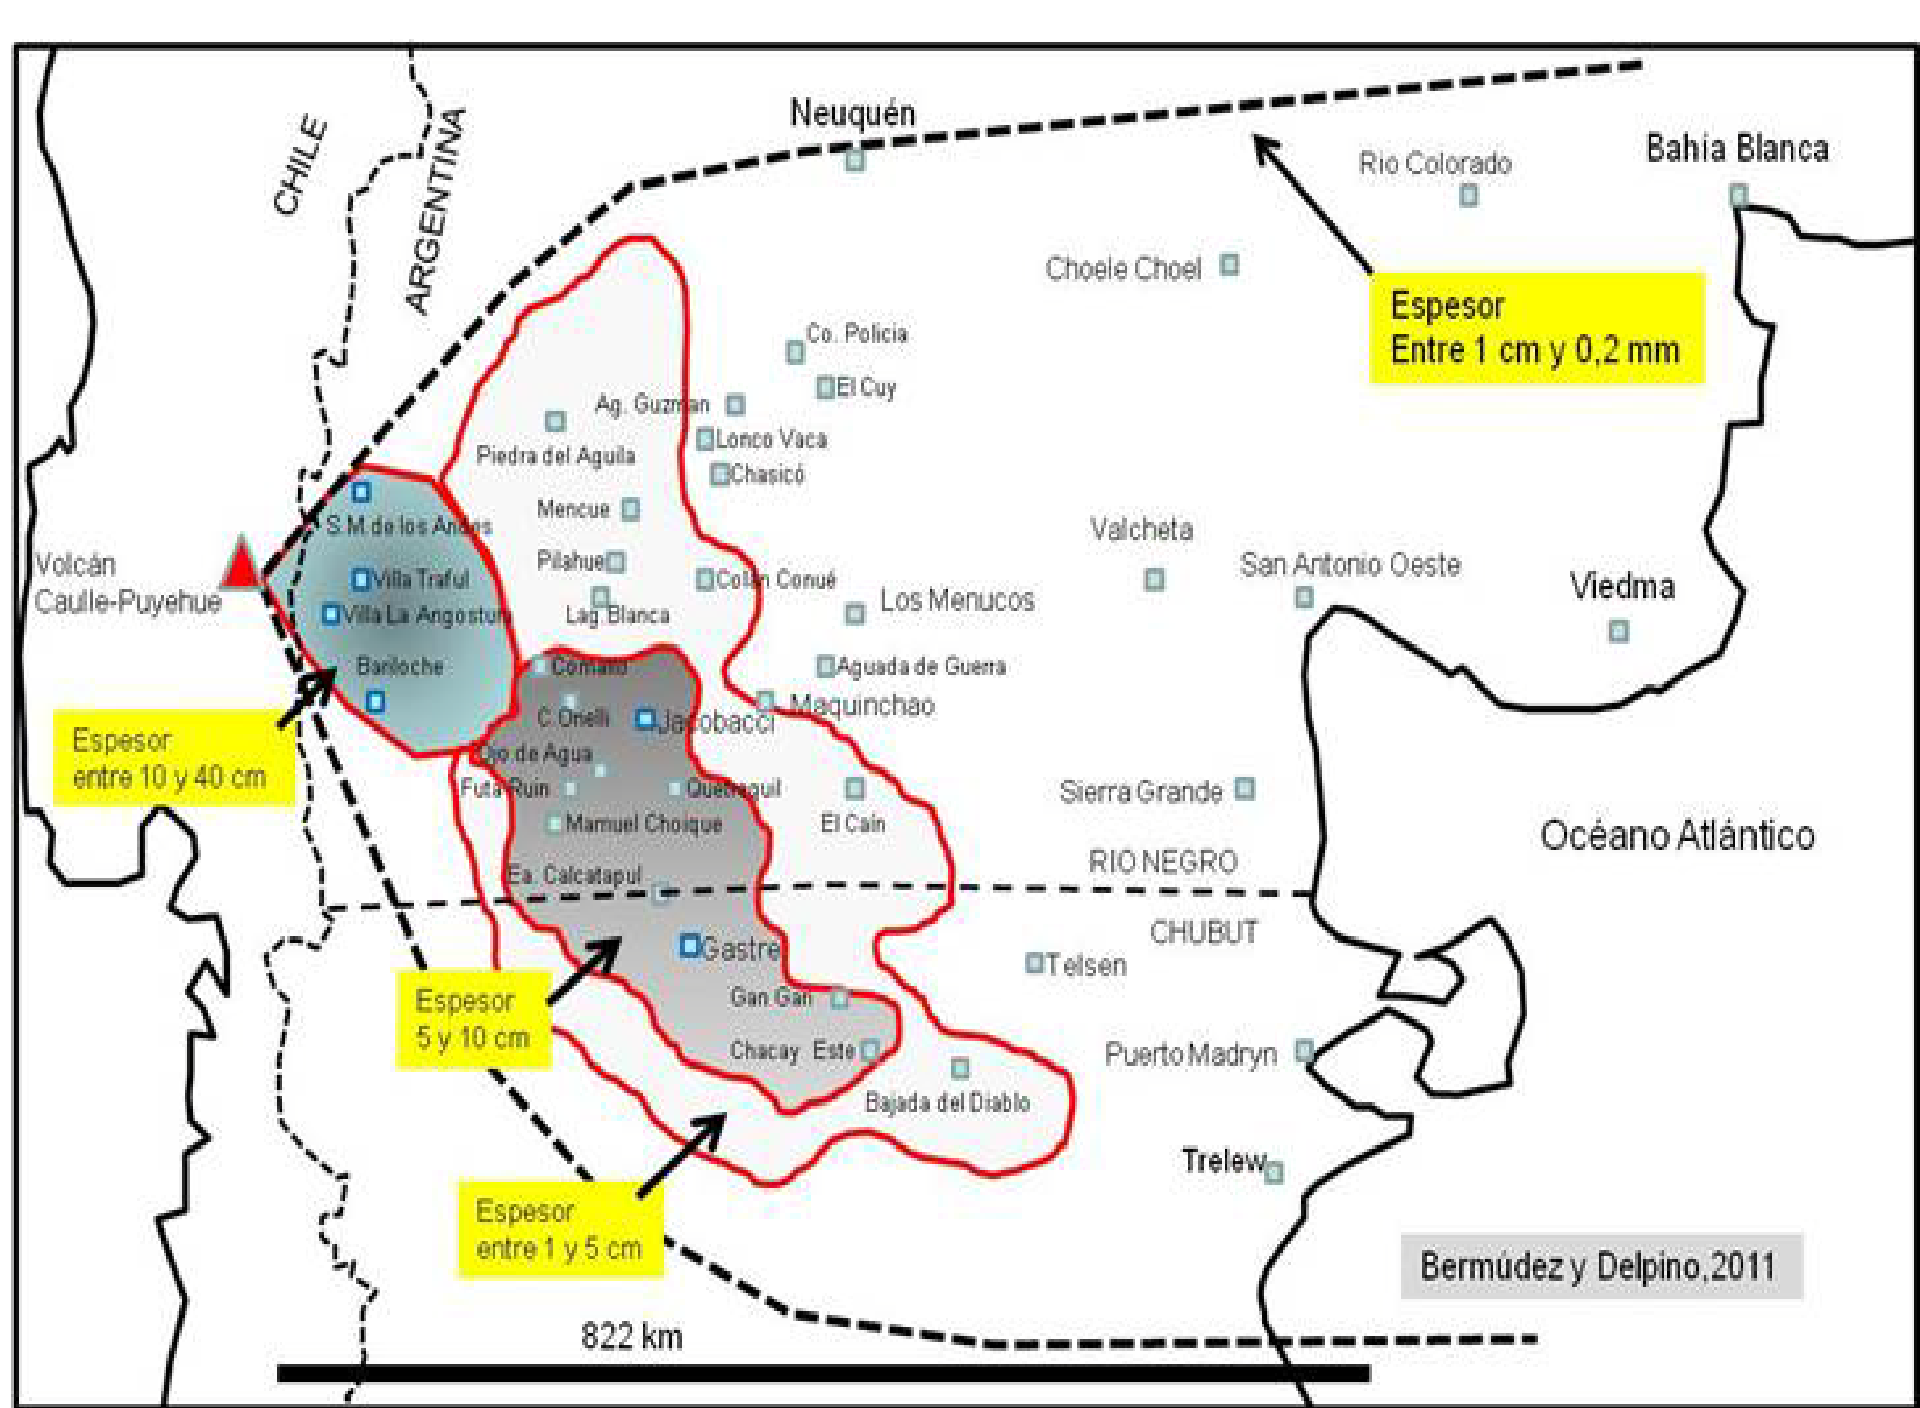 Neuquén
Bahía Blanca
Rio Colorado
CHILE
ARGENTINA
Choele Choel
Espesor
Entre 1 cm y 0,2 mm
Co. Policia
El Cuy
Ag. Guzman
Lonco Vaca
Piedra del Aguila
Chasicó
Mencue
S.M.de los Andes
Valcheta
Volcán
Caulle-Puyehue
Pilahue
San Antonio Oeste
Villa Traful
Colan Conué
Viedma
Los Menucos
Villa La Angostura
Lag.Blanca
Bariloche
Comallo
Aguada de Guerra
Maquinchao
C.Onelli
Jacobacci
Espesor
entre 10 y 40 cm
Ojo de Agua
Futa Ruin
Quetraquil
Sierra Grande
Mamuel Choique
El Caín
Océano Atlántico
RIO NEGRO
Ea. Calcatapul
CHUBUT
Gastre
Telsen
Gan Gan
Espesor
5 y 10 cm
Chacay Este
Puerto Madryn
Bajada del Diablo
Trelew
Espesor
entre 1 y 5 cm
Bermúdez y Delpino,2011
822 km